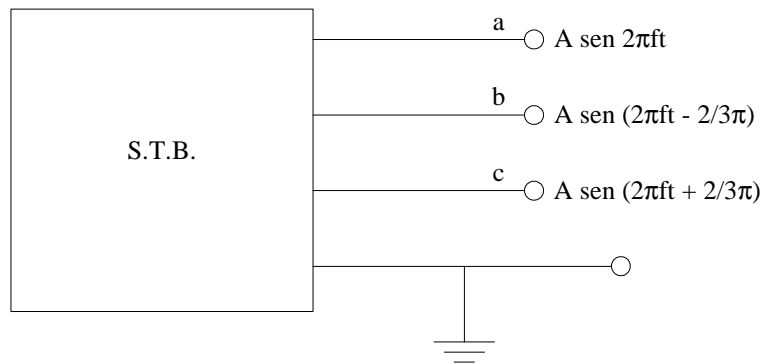 a
A sen 2πft
b
A sen (2πft - 2/3π)
S.T.B.
c
A sen (2πft + 2/3π)